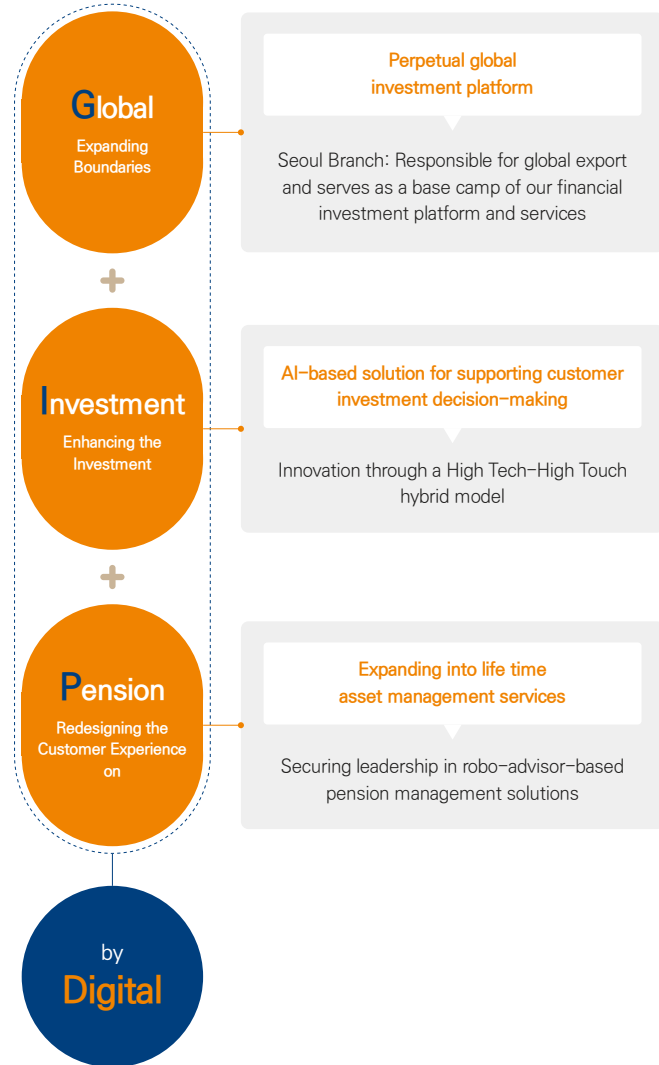 Global
Expanding
Boundaries
Perpetual global
investment platform
Seoul Branch: Responsible for global export
and serves as a base camp of our financial
investment platform and services
+
Investment
Enhancing the
Investment
AI-based solution for supporting customer
investment decision-making
Innovation through a High Tech-High Touch
hybrid model
+
Pension
Redesigning the
Customer Experience
on
Expanding into life time
asset management services
Securing leadership in robo-advisor-based
pension management solutions
by
Digital